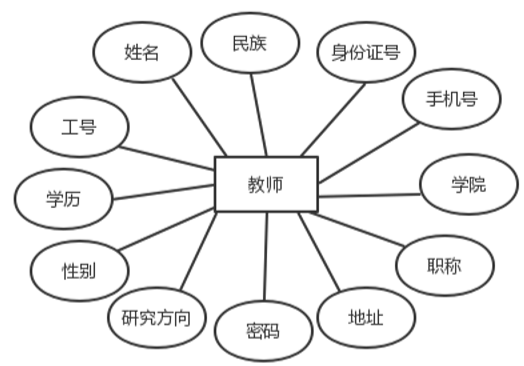 民族
姓名
身份证号
手机号
工号
教师
学院
学历
职称
性别
研究方向
地址
密码